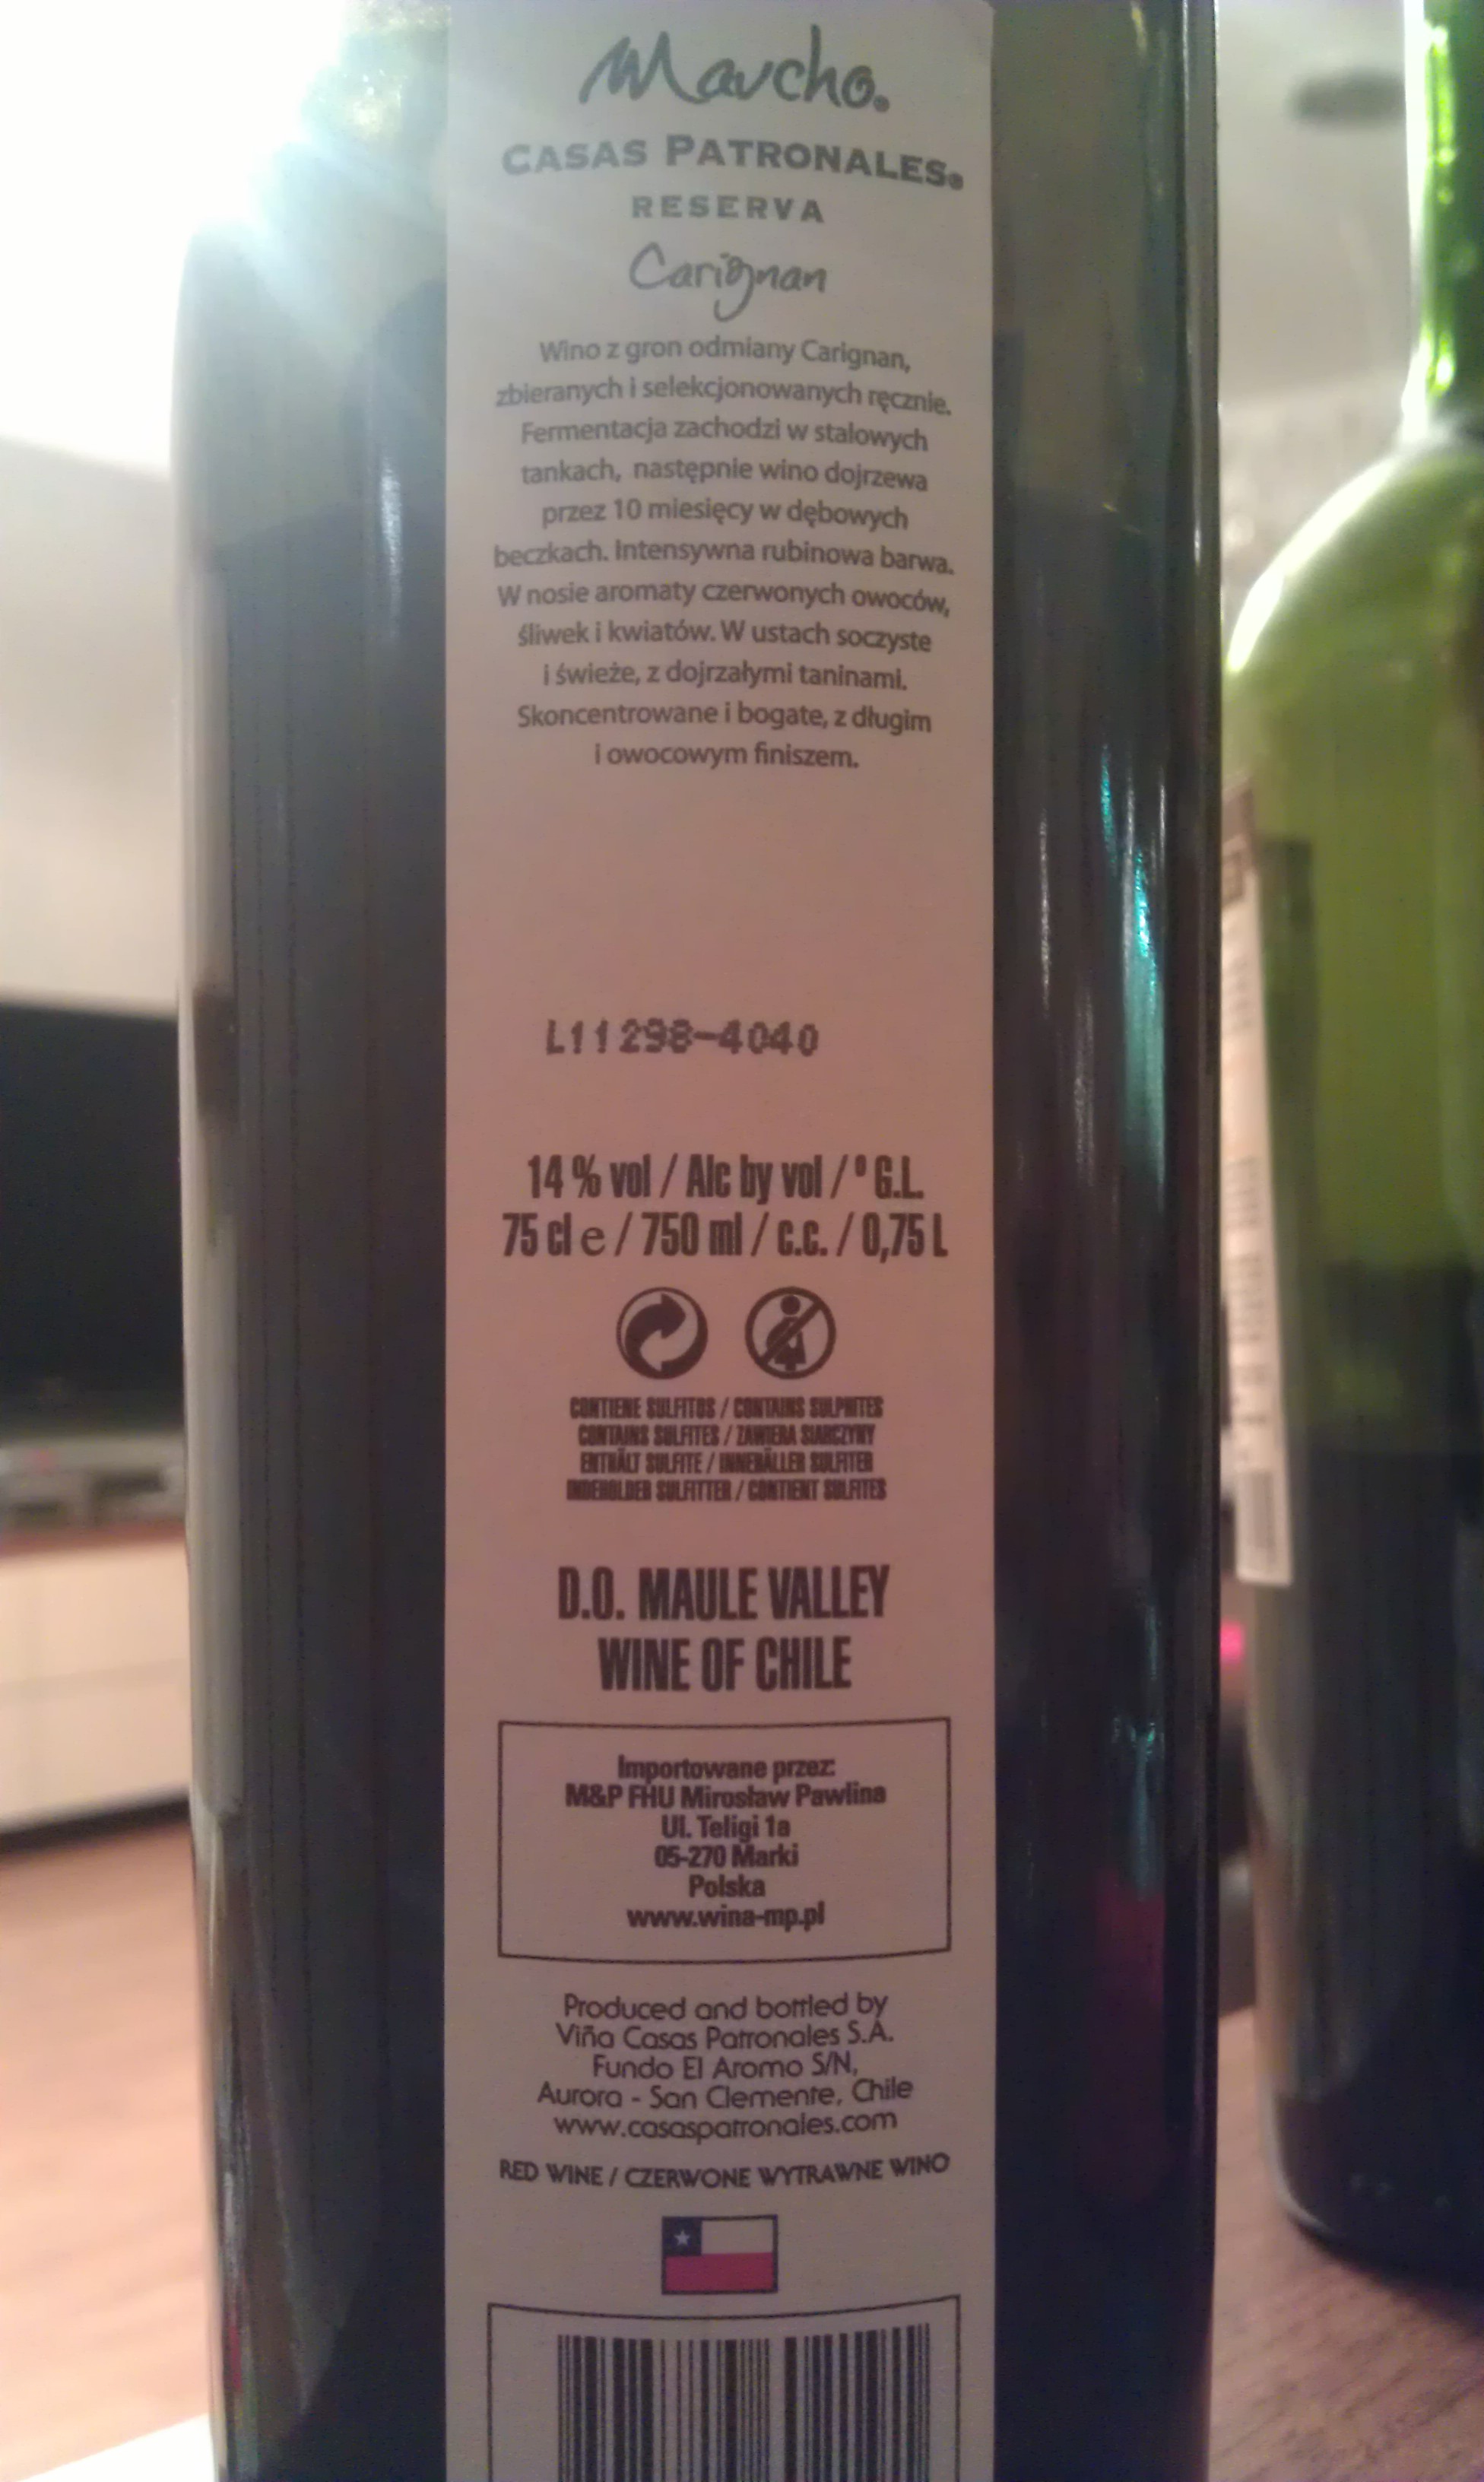 Maucho.
CASAS PATRONALES®
RESERVA
Carignan
Wino z gron odmiany Carignan,
zbieranych i selekcjonowanych ręcznie.
Fermentacja zachodzi w stalowych
tankach, następnie wino dojrzewa
przez 10 miesięcy w dębowych
beczkach. Intensywna rubinowa barwa.
W nosie aromaty czerwonych owoców,
śliwek i kwiatów. W ustach soczyste
i świeże, z dojrzałymi taninami.
Skoncentrowane i bogate, z długim
i owocowym finiszem.
L11298-4040
14 % vol / Alc by vol / ° G.L.
75 cl e / 750 ml / c.c. / 0,75 L
CONTIENE SULFITOS / CONTAINS SULPHITES
CONTAINS SULFITES / ZAWIERA SIARCZYNY
ENTHÄLT SULFITE / INNEHÅLLER SULFITER
INDEHOLDER SULFITTER / CONTIENT SULFITES
D.O. MAULE VALLEY
WINE OF CHILE
Importowane przez:
M&P FHU Mirosław Pawlina
Ul. Teligi 1a
05-270 Marki
Polska
www.wina-mp.pl
Produced and bottled by
Viña Casas Patronales S.A.
Fundo El Aromo S/N,
Aurora - San Clemente, Chile
www.casaspatronales.com
RED WINE / CZERWONE WYTRAWNE WINO